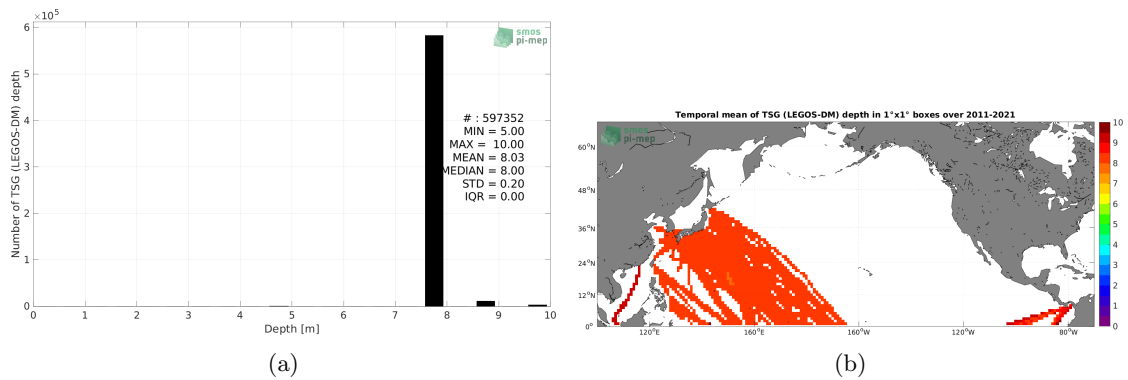 ×10⁵
6
5
4
3
2
1
0
Number of TSG (LEGOS-DM) depth
smos
pi-mep
# : 597352
MIN = 5.00
MAX = 10.00
MEAN = 8.03
MEDIAN = 8.00
STD = 0.20
IQR = 0.00
0 1 2 3 4 5 6 7 8 9 10
Depth [m]
(a)
Temporal mean of TSG (LEGOS-DM) depth in 1°x1° boxes over 2011-2021
smos
pi-mep
60°N
48°N
36°N
24°N
12°N
0°
120°E 160°E 160°W 120°W 80°W
10
9
8
7
6
5
4
3
2
1
0
(b)